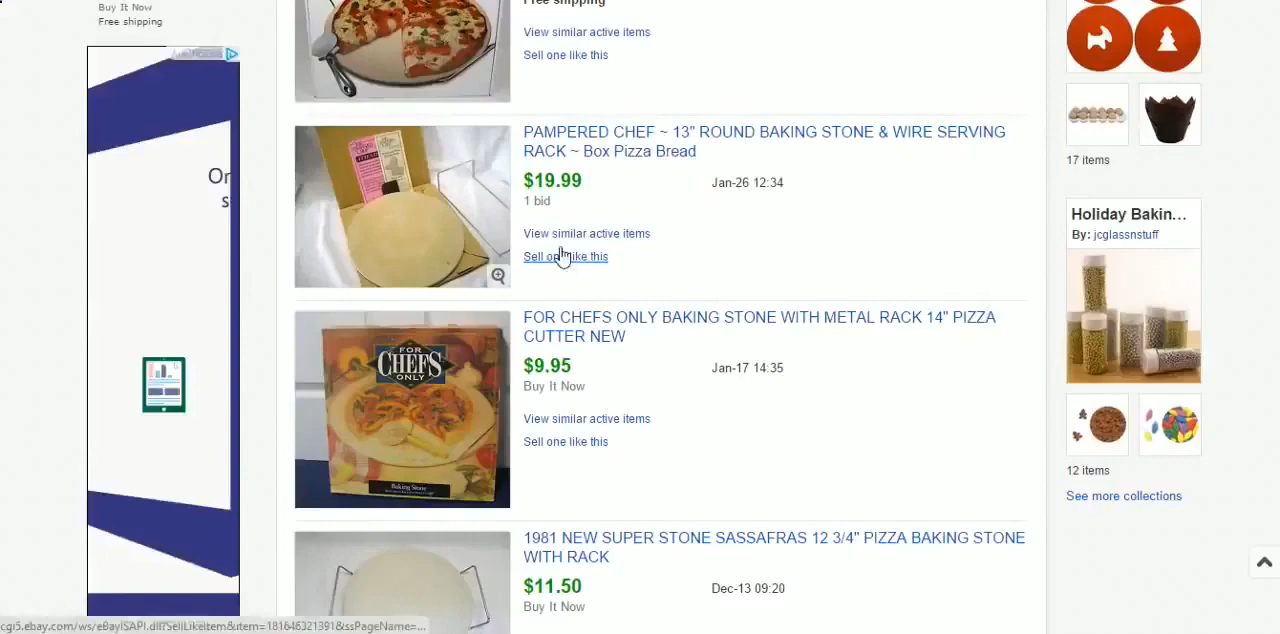 Buy It Now
Free shipping
Free shipping
View similar active items
Sell one like this
PAMPERED CHEF ~ 13" ROUND BAKING STONE & WIRE SERVING
RACK ~ Box Pizza Bread
$19.99
Jan-26 12:34
1 bid
View similar active items
Sell one like this
FOR CHEFS ONLY BAKING STONE WITH METAL RACK 14" PIZZA
CUTTER NEW
$9.95
Jan-17 14:35
Buy It Now
View similar active items
Sell one like this
FOR
CHEFS
ONLY
Baking Stone
1981 NEW SUPER STONE SASSAFRAS 12 3/4" PIZZA BAKING STONE
WITH RACK
$11.50
Dec-13 09:20
Buy It Now
17 items
Holiday Bakin...
By: jcglassnstuff
12 items
See more collections
Or
s
cgi5.ebay.com/ws/eBayISAPI.dll?SellLikeItem&item=181646321391&ssPageName=...